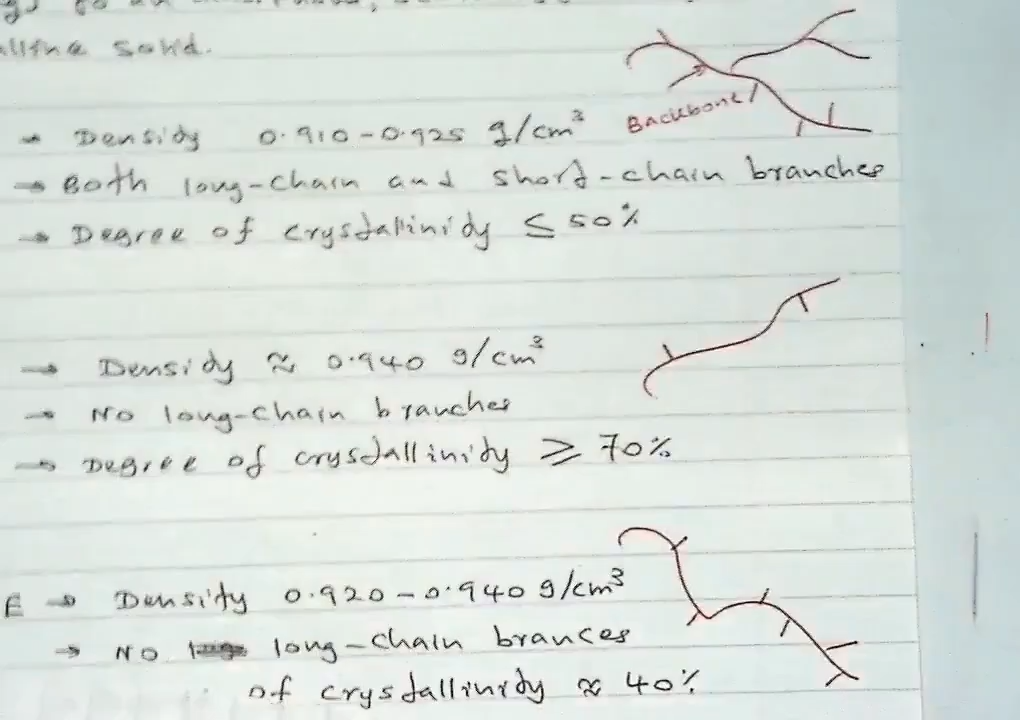 solid.
→ Density 0.910-0.925 g/cm³
Backbone
→ Both long-chain and short-chain branches
→ Degree of crystallinity ≤ 50%
→ Density ≈ 0.940 g/cm³
→ No long-chain branches
→ Degree of crystallinity ≥ 70%
E → Density 0.920-0.940 g/cm³
→ No long-chain brances
of crystallinity ≈ 40%